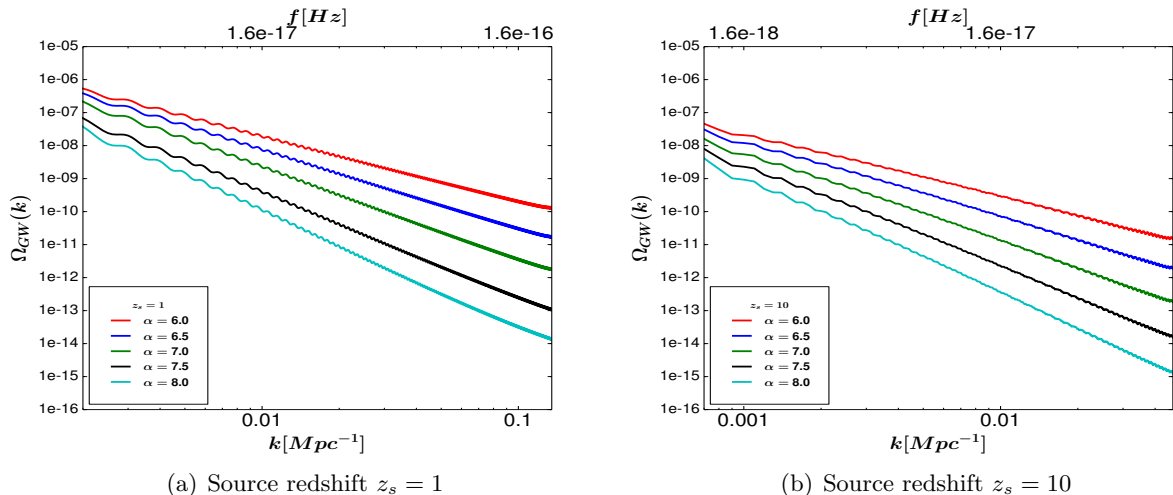 f[Hz]
1.6e-17 1.6e-16
1e-05
1e-06
1e-07
1e-08
1e-09
1e-10
1e-11
1e-12
1e-13
1e-14
1e-15
1e-16
Ω_GW(k)
z_s = 1
α = 6.0
α = 6.5
α = 7.0
α = 7.5
α = 8.0
0.01 0.1
k[Mpc⁻¹]
(a) Source redshift z_s = 1
f[Hz]
1.6e-18 1.6e-17
1e-05
1e-06
1e-07
1e-08
1e-09
1e-10
1e-11
1e-12
1e-13
1e-14
1e-15
1e-16
Ω_GW(k)
z_s = 10
α = 6.0
α = 6.5
α = 7.0
α = 7.5
α = 8.0
0.001 0.01
k[Mpc⁻¹]
(b) Source redshift z_s = 10